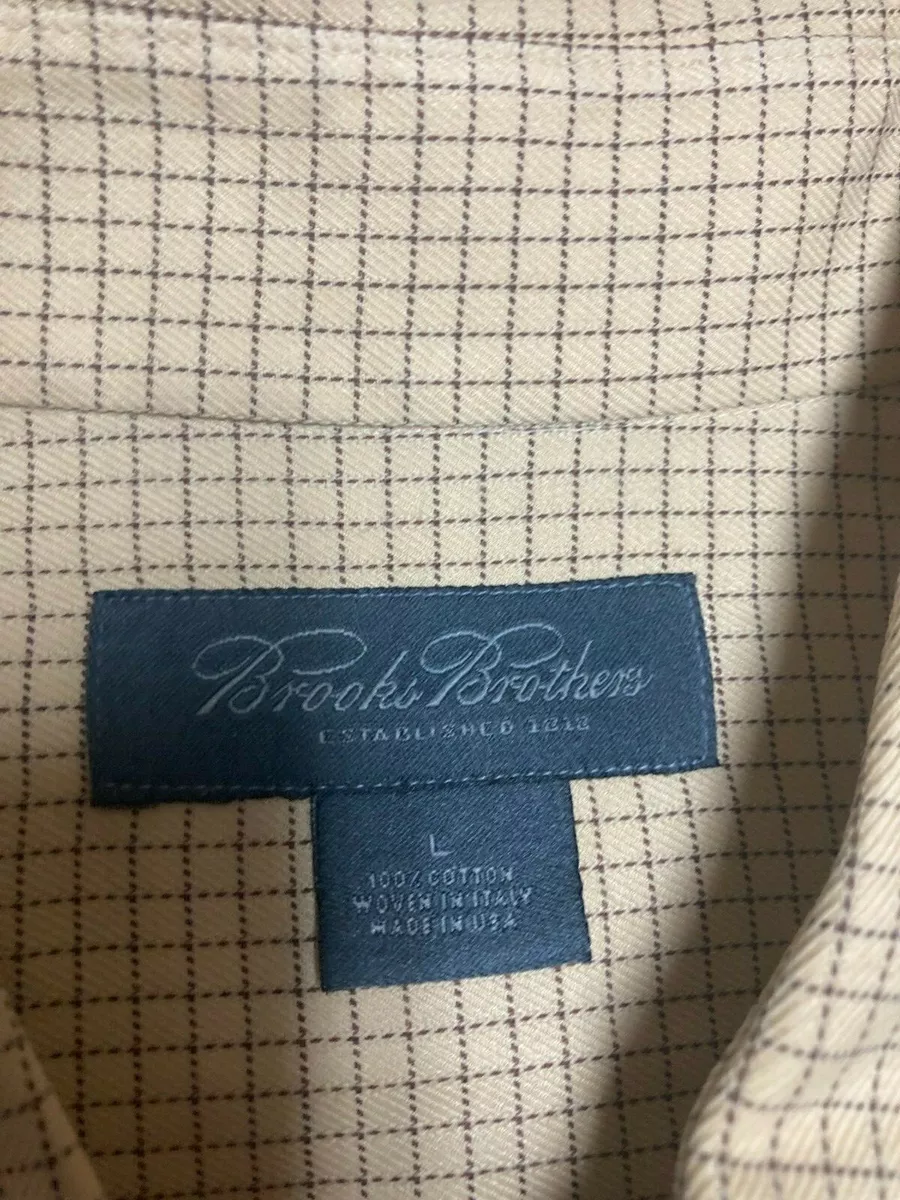 Brooks Brothers
ESTABLISHED 1818
L
100% COTTON
WOVEN IN ITALY
MADE IN USA